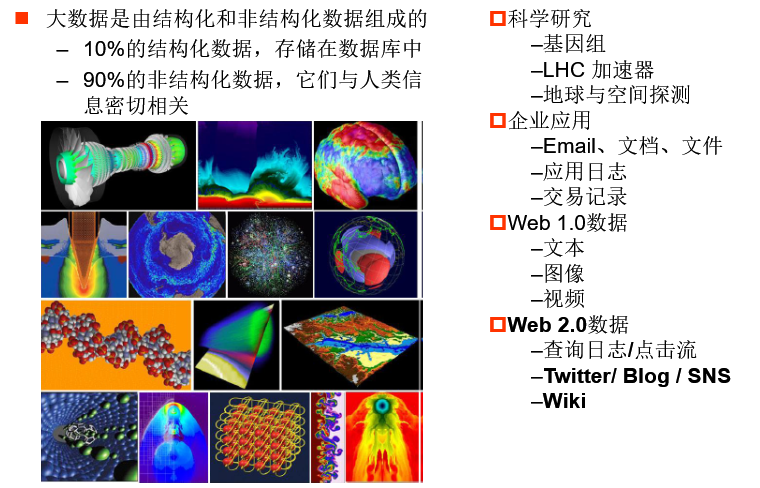 大数据是由结构化和非结构化数据组成的
– 10%的结构化数据，存储在数据库中
– 90%的非结构化数据，它们与人类信
息密切相关
科学研究
–基因组
–LHC 加速器
–地球与空间探测
企业应用
–Email、文档、文件
–应用日志
–交易记录
Web 1.0数据
–文本
–图像
–视频
Web 2.0数据
–查询日志/点击流
–Twitter/ Blog / SNS
–Wiki